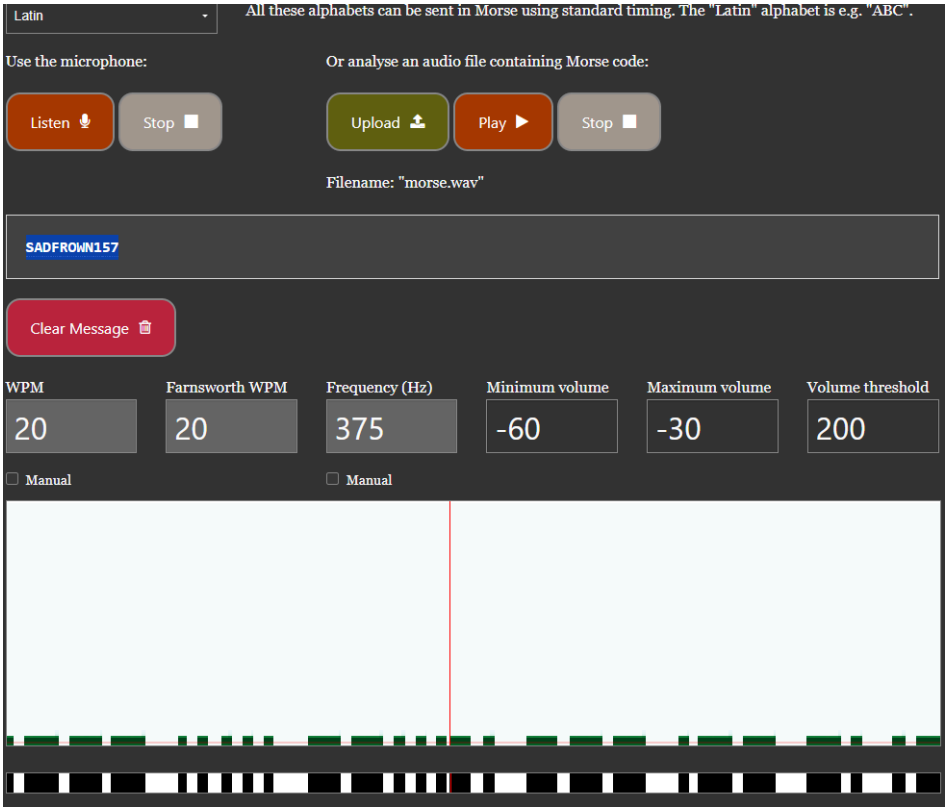 Latin
All these alphabets can be sent in Morse using standard timing. The "Latin" alphabet is e.g. "ABC".
Use the microphone:
Or analyse an audio file containing Morse code:
Listen
Stop
Upload
Play
Stop
Filename: "morse.wav"
SADFROWN157
Clear Message
WPM
Farnsworth WPM
Frequency (Hz)
Minimum volume
Maximum volume
Volume threshold
20
20
375
-60
-30
200
Manual
Manual